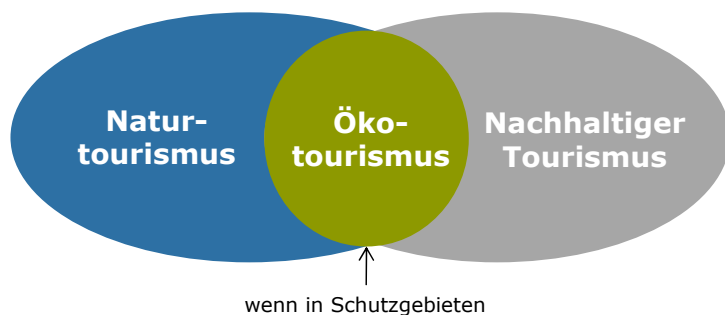 Natur-
tourismus
Öko-
tourismus
Nachhaltiger
Tourismus
wenn in Schutzgebieten